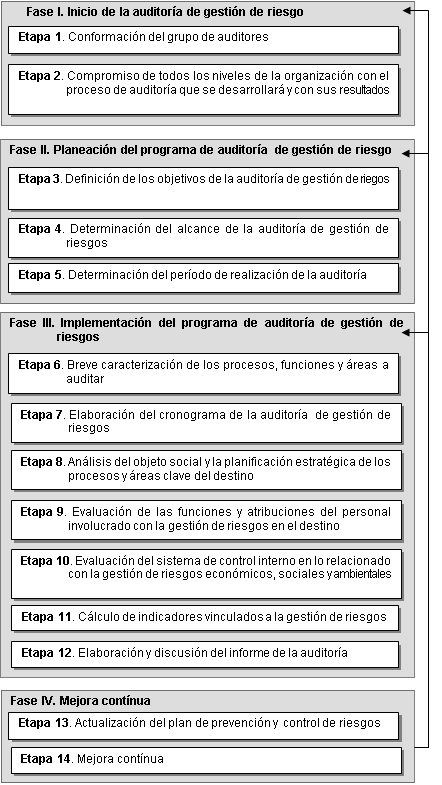 Fase I. Inicio de la auditoría de gestión de riesgo
Etapa 1. Conformación del grupo de auditores
Etapa 2. Compromiso de todos los niveles de la organización con el
proceso de auditoría que se desarrollará y con sus resultados
Fase II. Planeación del programa de auditoría de gestión de riesgo
Etapa 3. Definición de los objetivos de la auditoría de gestión de riegos
Etapa 4. Determinación del alcance de la auditoría de gestión de
riesgos
Etapa 5. Determinación del período de realización de la auditoría
Fase III. Implementación del programa de auditoría de gestión de
riesgos
Etapa 6. Breve caracterización de los procesos, funciones y áreas a
auditar
Etapa 7. Elaboración del cronograma de la auditoría de gestión de
riesgos
Etapa 8. Análisis del objeto social y la planificación estratégica de los
procesos y áreas clave del destino
Etapa 9. Evaluación de las funciones y atribuciones del personal
involucrado con la gestión de riesgos en el destino
Etapa 10. Evaluación del sistema de control interno en lo relacionado
con la gestión de riesgos económicos, sociales y ambientales
Etapa 11. Cálculo de indicadores vinculados a la gestión de riesgos
Etapa 12. Elaboración y discusión del informe de la auditoría
Fase IV. Mejora contínua
Etapa 13. Actualización del plan de prevención y control de riesgos
Etapa 14. Mejora contínua